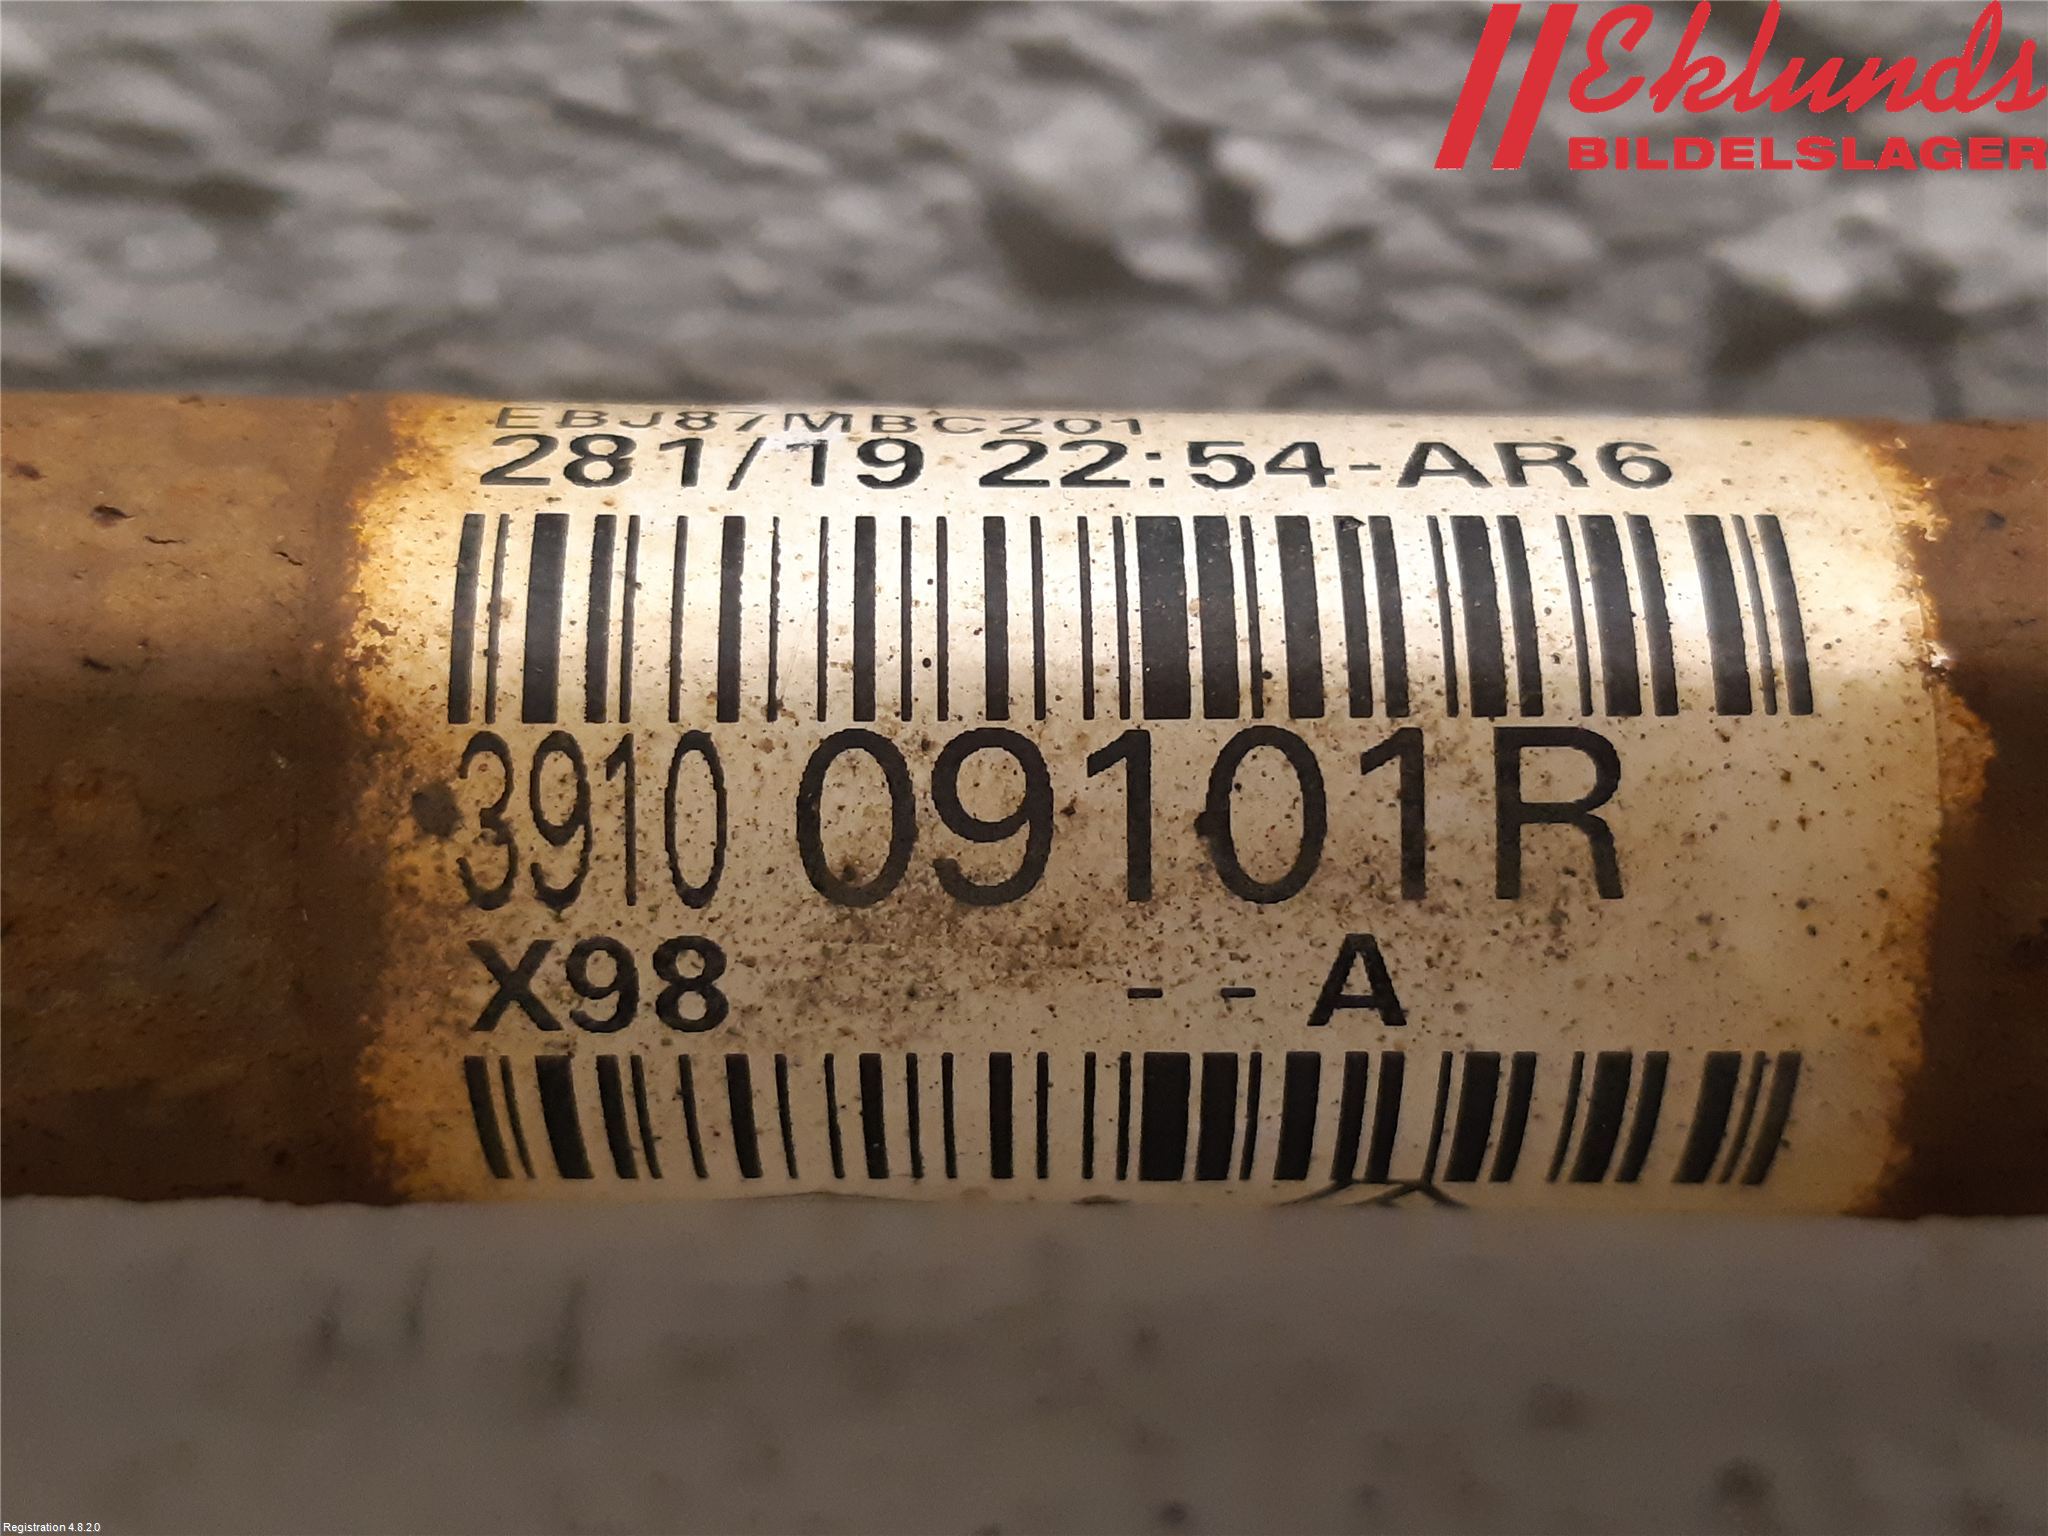 Eklunds
BILDELSLAGER
EBJ87MBC201
281/19 22:54-AR6
3910 09101R
X98 --A
Registration 4.8.2.0